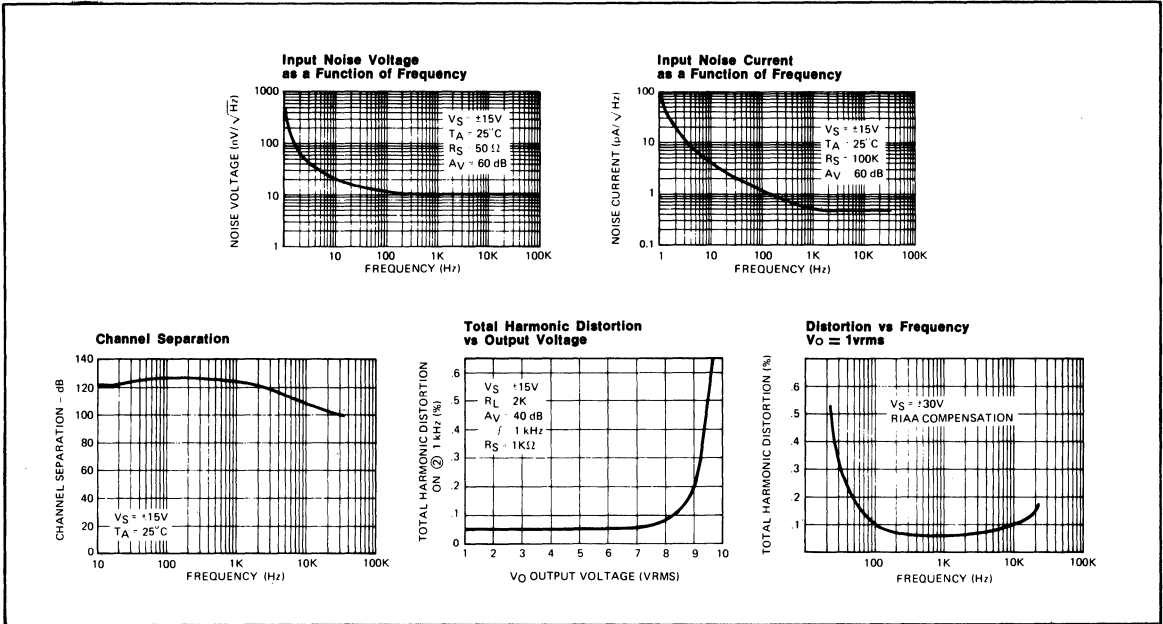 Input Noise Voltage
as a Function of Frequency
NOISE VOLTAGE (nV/√Hz)
1000
100
10
1
VS = ±15V
TA = 25°C
RS = 50 Ω
AV = 60 dB
10 100 1K 10K 100K
FREQUENCY (Hz)
Input Noise Current
as a Function of Frequency
NOISE CURRENT (µA/√Hz)
100
10
1
0.1
VS = ±15V
TA = 25°C
RS = 100K
AV 60 dB
1 10 100 1K 10K 100K
FREQUENCY (Hz)
Channel Separation
CHANNEL SEPARATION – dB
140
120
100
80
60
40
20
0
VS = ±15V
TA = 25°C
10 100 1K 10K 100K
FREQUENCY (Hz)
Total Harmonic Distortion
vs Output Voltage
TOTAL HARMONIC DISTORTION
ON ② 1 kHz (%)
.6
.5
.4
.3
.2
.1
0
VS ±15V
RL 2K
AV = 40 dB
f 1 kHz
RS = 1KΩ
1 2 3 4 5 6 7 8 9 10
VO OUTPUT VOLTAGE (VRMS)
Distortion vs Frequency
VO = 1vrms
TOTAL HARMONIC DISTORTION (%)
.6
.5
.4
.3
.2
.1
VS = ±30V
RIAA COMPENSATION
100 1K 10K 100K
FREQUENCY (Hz)